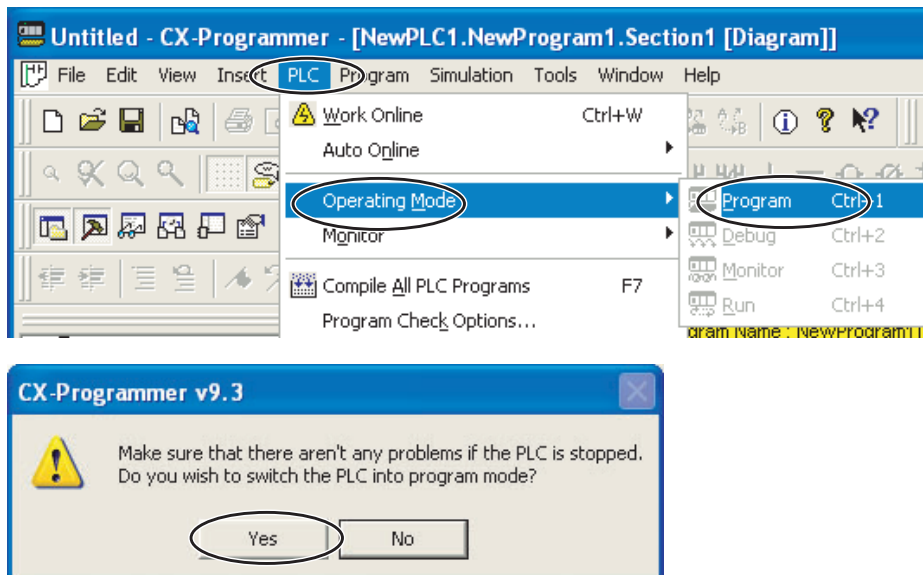 Untitled - CX-Programmer - [NewPLC1.NewProgram1.Section1 [Diagram]]
File Edit View Insert PLC Program Simulation Tools Window Help
Work Online Ctrl+W
Auto Online
Operating Mode
Program Ctrl+1
Monitor
Debug Ctrl+2
Monitor Ctrl+3
Compile All PLC Programs F7
Run Ctrl+4
Program Check Options...
gram Name : NewProgram1]
CX-Programmer v9.3
Make sure that there aren't any problems if the PLC is stopped.
Do you wish to switch the PLC into program mode?
Yes No